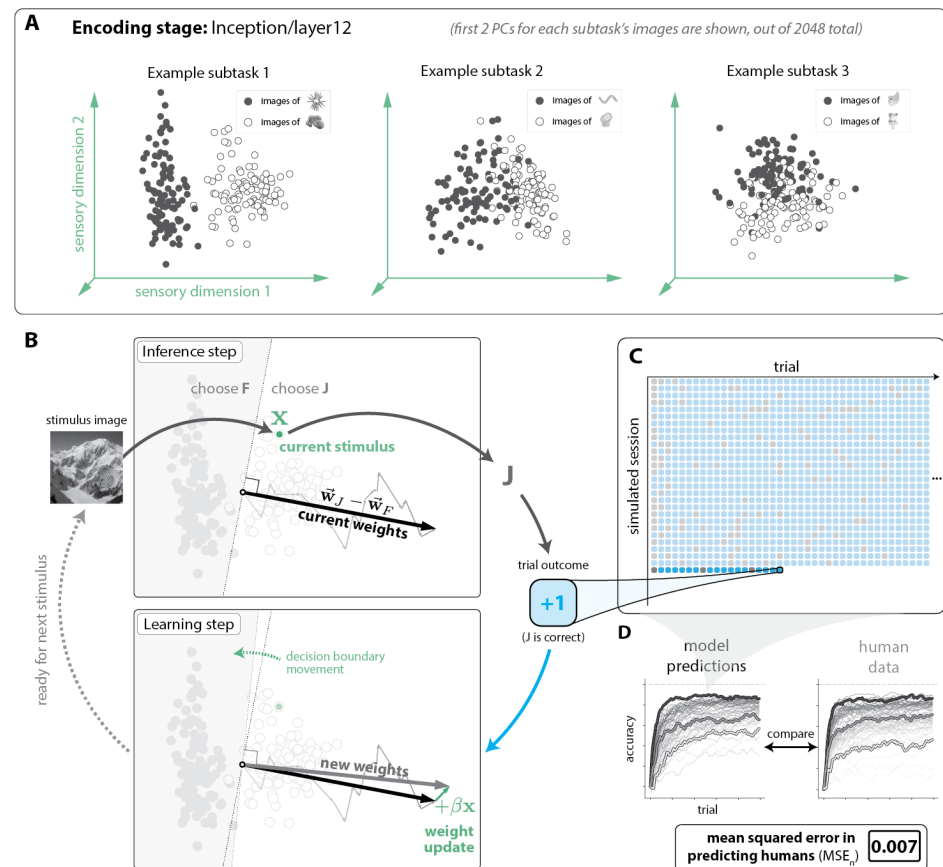 A
Encoding stage: Inception/layer12
(first 2 PCs for each subtask's images are shown, out of 2048 total)
Example subtask 1
Example subtask 2
Example subtask 3
Images of
Images of
Images of
Images of
Images of
Images of
sensory dimension 2
sensory dimension 1
B
Inference step
choose F
choose J
stimulus image
x
current stimulus
w⃗_J − w⃗_F
current weights
J
trial outcome
+1
(J is correct)
ready for next stimulus
Learning step
decision boundary
movement
new weights
+βx
weight
update
C
trial
simulated session
...
D
model
predictions
human
data
accuracy
compare
trial
mean squared error in
predicting humans (MSE_n)
0.007